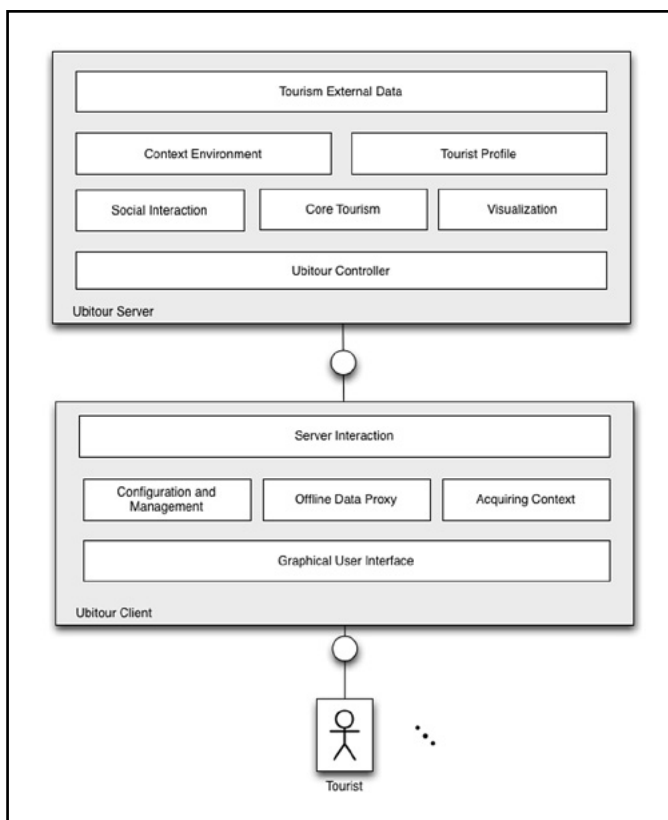 Tourism External Data
Context Environment
Tourist Profile
Social Interaction
Core Tourism
Visualization
Ubitour Controller
Ubitour Server
Server Interaction
Configuration and
Management
Offline Data Proxy
Acquiring Context
Graphical User Interface
Ubitour Client
Tourist